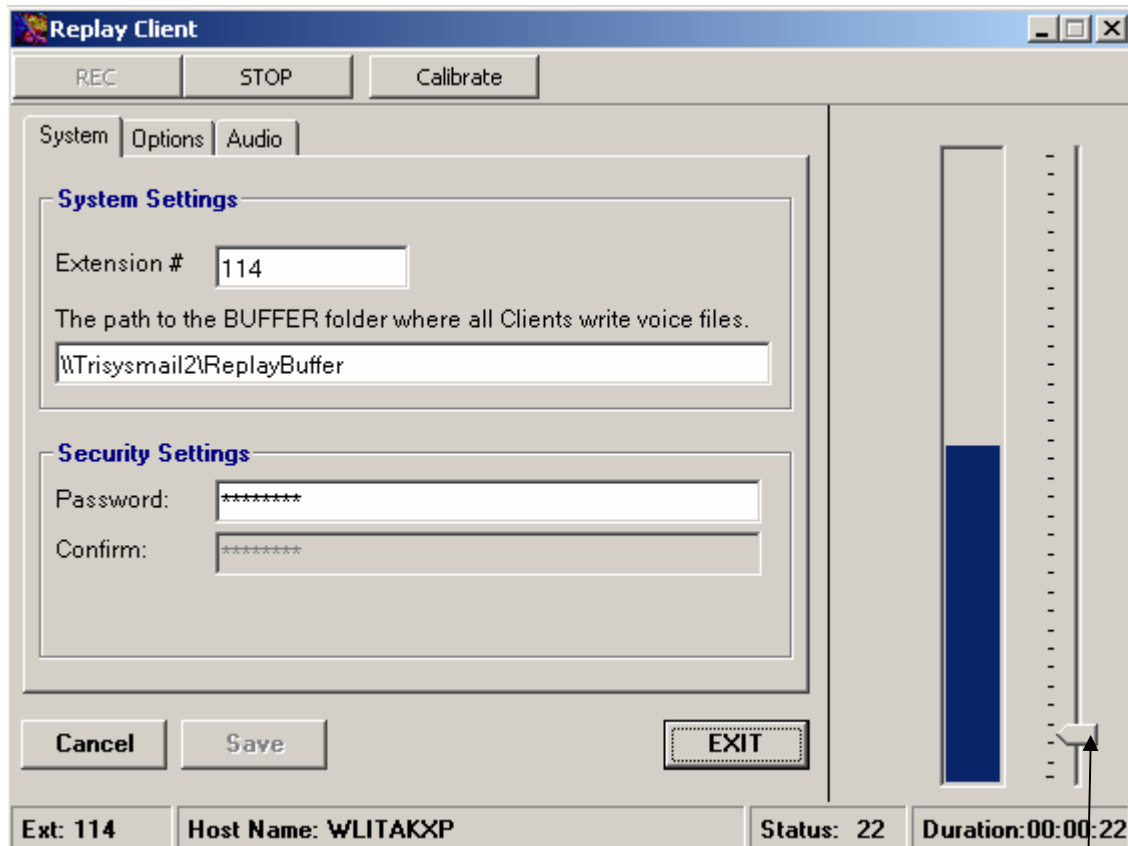 Replay Client
REC STOP Calibrate
System Options Audio
System Settings
Extension # 114
The path to the BUFFER folder where all Clients write voice files.
\\Trisysmail2\ReplayBuffer
Security Settings
Password: ********
Confirm: ********
Cancel Save EXIT
Ext: 114 Host Name: WLITAKXP Status: 22 Duration:00:00:22